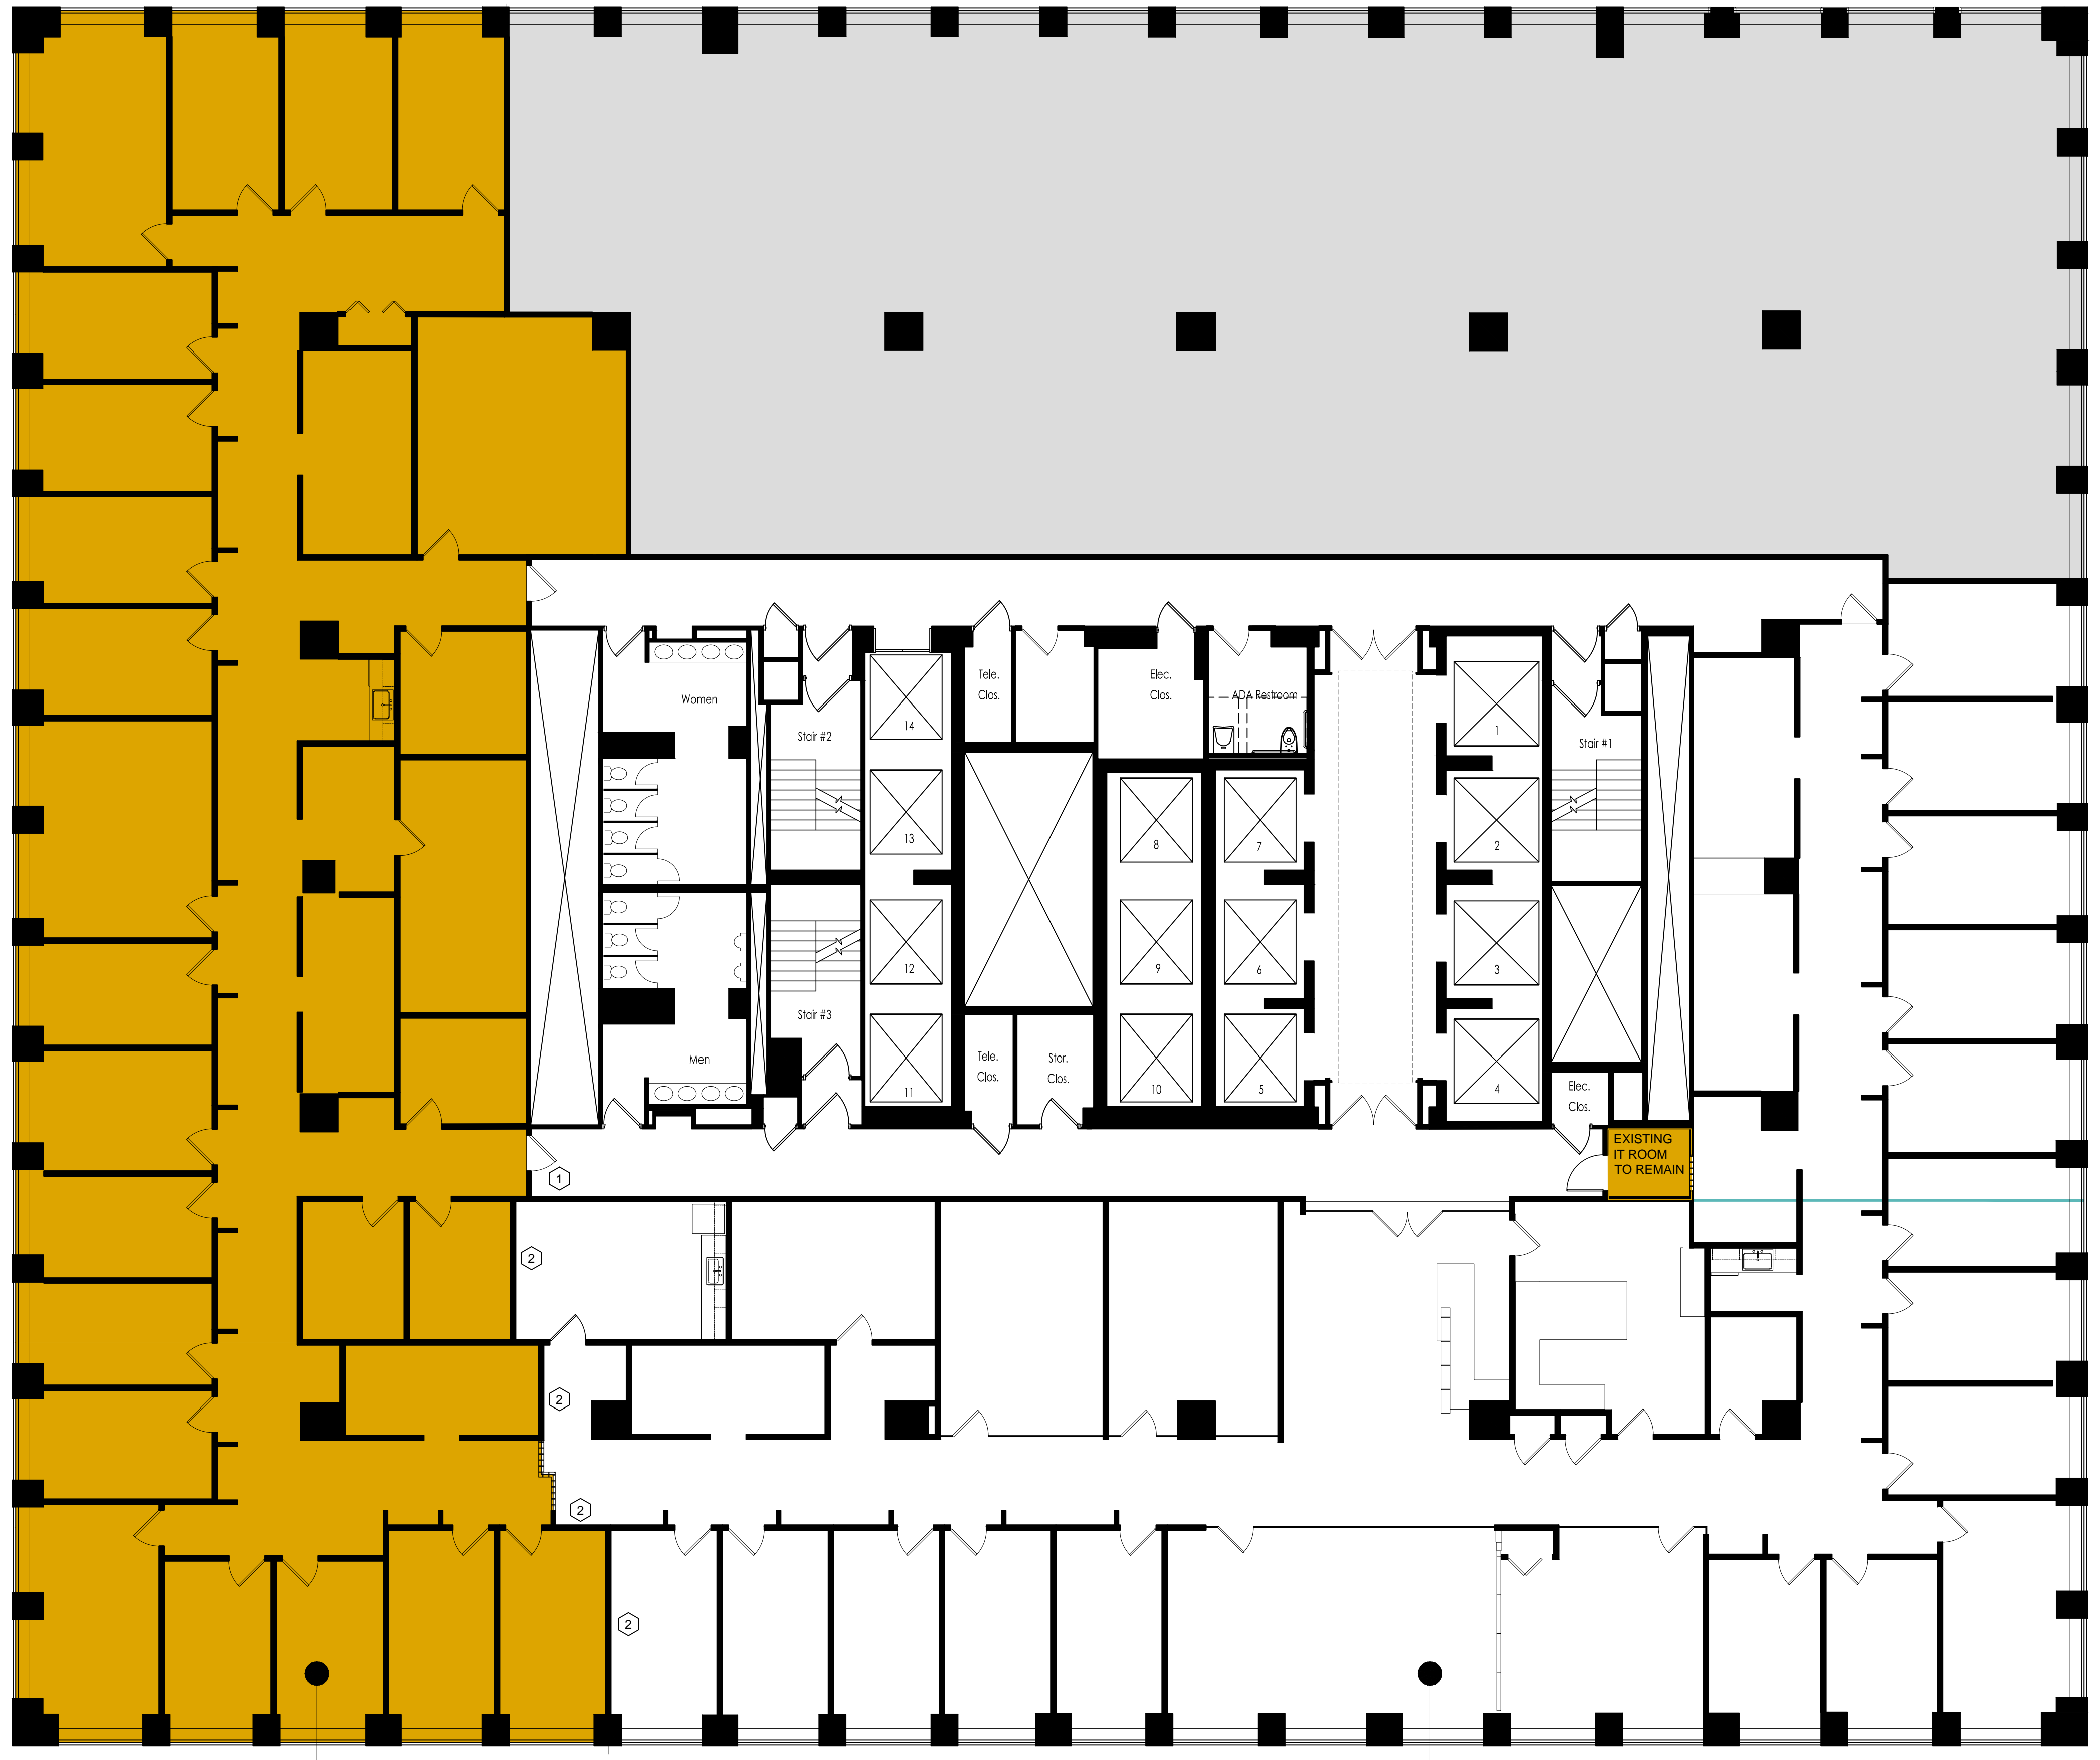 Women
Tele.
Clos.
Elec.
Clos.
ADA Restroom
Stair #2
14
1
Stair #1
13
8
7
2
12
9
6
3
Stair #3
Men
Tele.
Clos.
Stor.
Clos.
11
10
5
4
Elec.
Clos.
EXISTING
IT ROOM
TO REMAIN
1
2
2
2
2